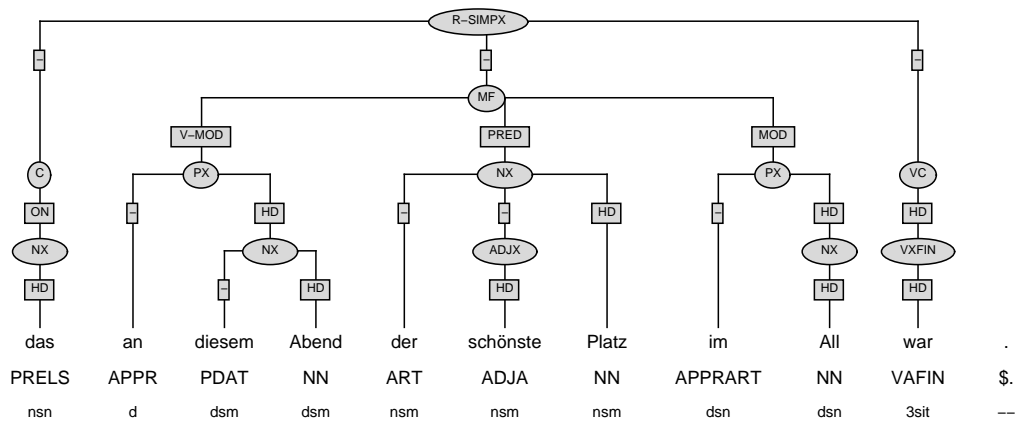 R−SIMPX
− − −
MF
V−MOD PRED MOD
C PX NX PX VC
ON − HD − − HD − HD HD
NX NX ADJX NX VXFIN
HD − HD HD HD HD
das an diesem Abend der schönste Platz im All war .
PRELS APPR PDAT NN ART ADJA NN APPRART NN VAFIN $.
nsn d dsm dsm nsm nsm nsm dsn dsn 3sit −−